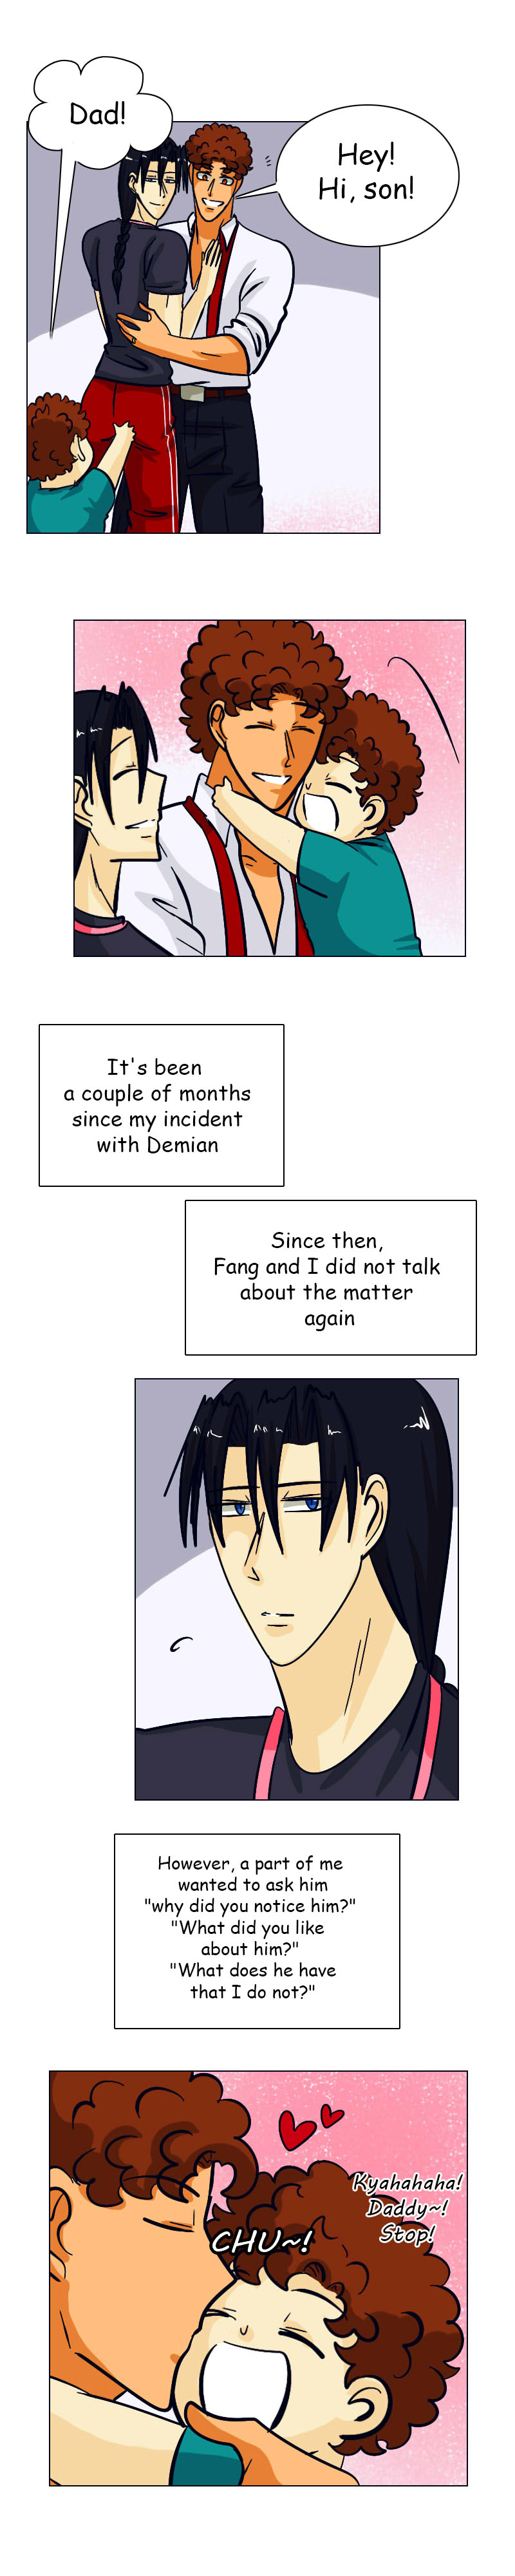 Dad!
Hey!
Hi, son!
It's been
a couple of months
since my incident
with Demian
Since then,
Fang and I did not talk
about the matter
again
However, a part of me
wanted to ask him
"why did you notice him?"
"What did you like
about him?"
"What does he have
that I do not?"
Kyahahaha!
Daddy~!
Stop!
CHU~!